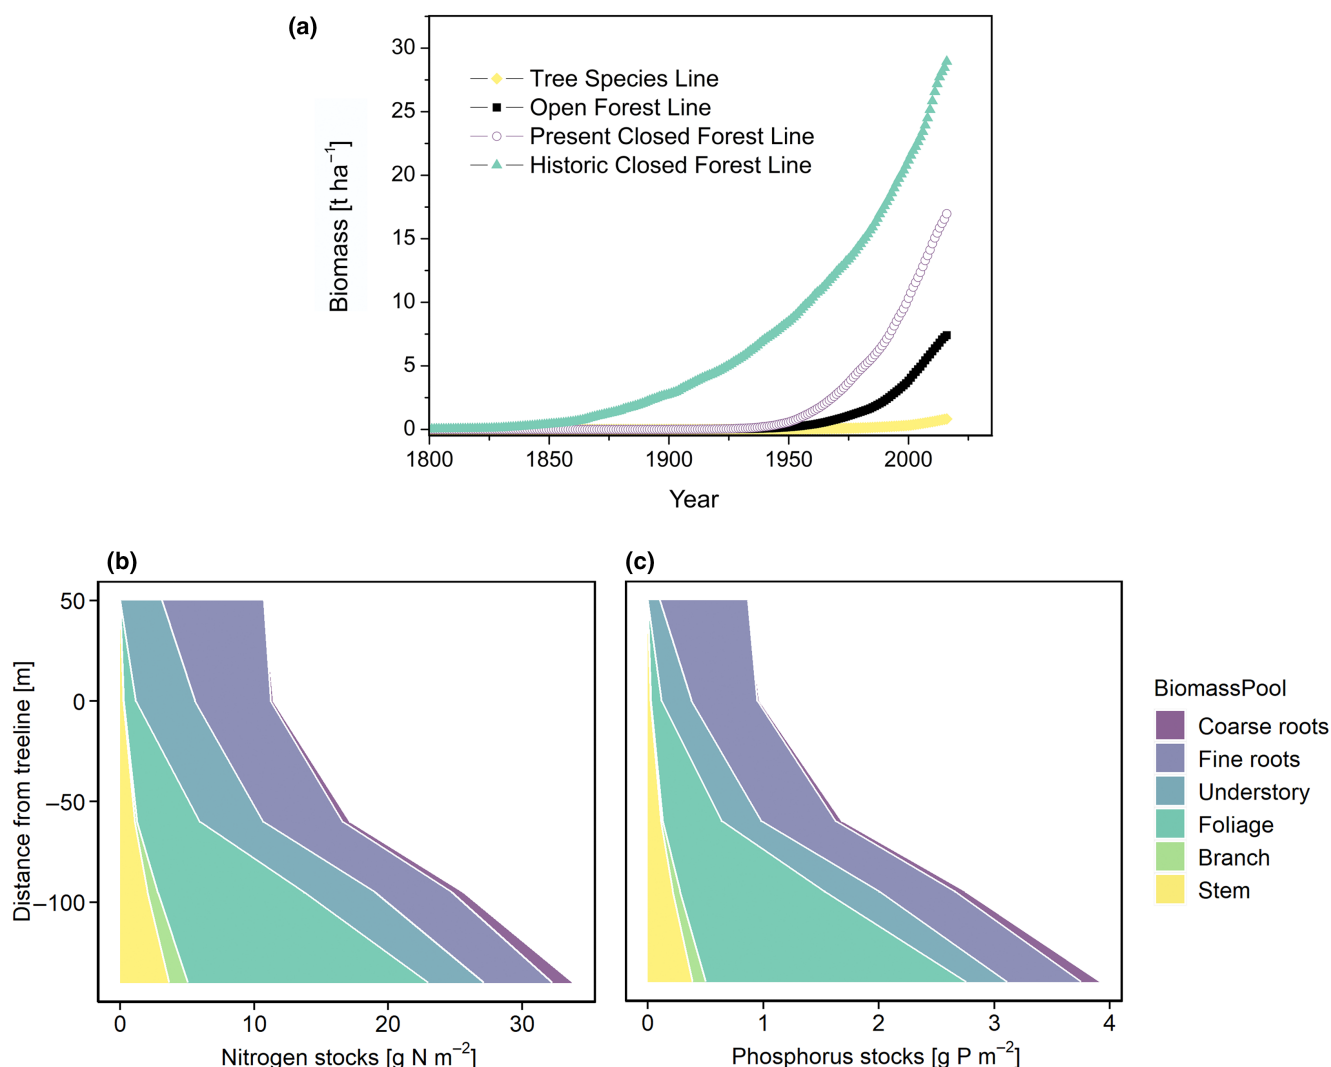 (a)
30
25
20
15
10
5
0
Biomass [t ha⁻¹]
Tree Species Line
Open Forest Line
Present Closed Forest Line
Historic Closed Forest Line
1800 1850 1900 1950 2000
Year
(b)
50
0
−50
−100
Distance from treeline [m]
0 10 20 30
Nitrogen stocks [g N m⁻²]
(c)
0 1 2 3 4
Phosphorus stocks [g P m⁻²]
BiomassPool
Coarse roots
Fine roots
Understory
Foliage
Branch
Stem